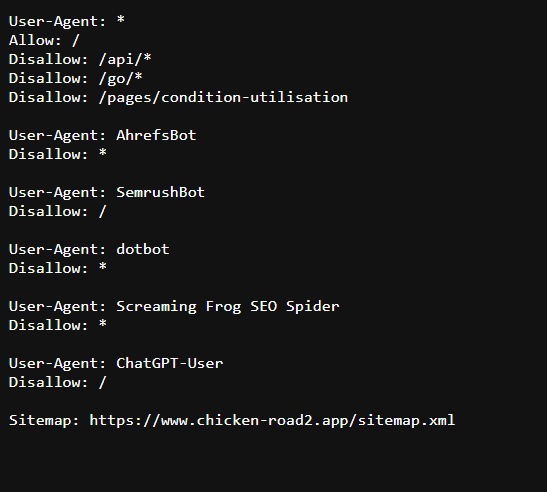 User-Agent: *
Allow: /
Disallow: /api/*
Disallow: /go/*
Disallow: /pages/condition-utilisation

User-Agent: AhrefsBot
Disallow: *

User-Agent: SemrushBot
Disallow: /

User-Agent: dotbot
Disallow: *

User-Agent: Screaming Frog SEO Spider
Disallow: *

User-Agent: ChatGPT-User
Disallow: /

Sitemap: https://www.chicken-road2.app/sitemap.xml